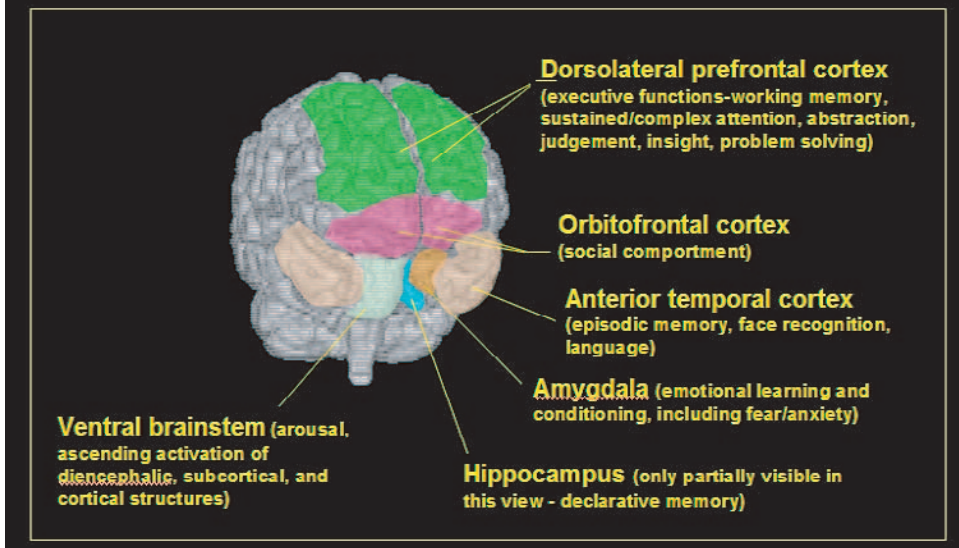 Dorsolateral prefrontal cortex
(executive functions-working memory,
sustained/complex attention, abstraction,
judgement, insight, problem solving)
Orbitofrontal cortex
(social comportment)
Anterior temporal cortex
(episodic memory, face recognition,
language)
Amygdala (emotional learning and
conditioning, including fear/anxiety)
Ventral brainstem (arousal,
ascending activation of
diencephalic, subcortical, and
cortical structures)
Hippocampus (only partially visible in
this view - declarative memory)